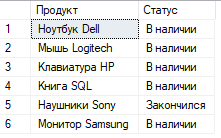 Продукт Статус
1 Ноутбук Dell В наличии
2 Мышь Logitech В наличии
3 Клавиатура HP В наличии
4 Книга SQL В наличии
5 Наушники Sony Закончился
6 Монитор Samsung В наличии